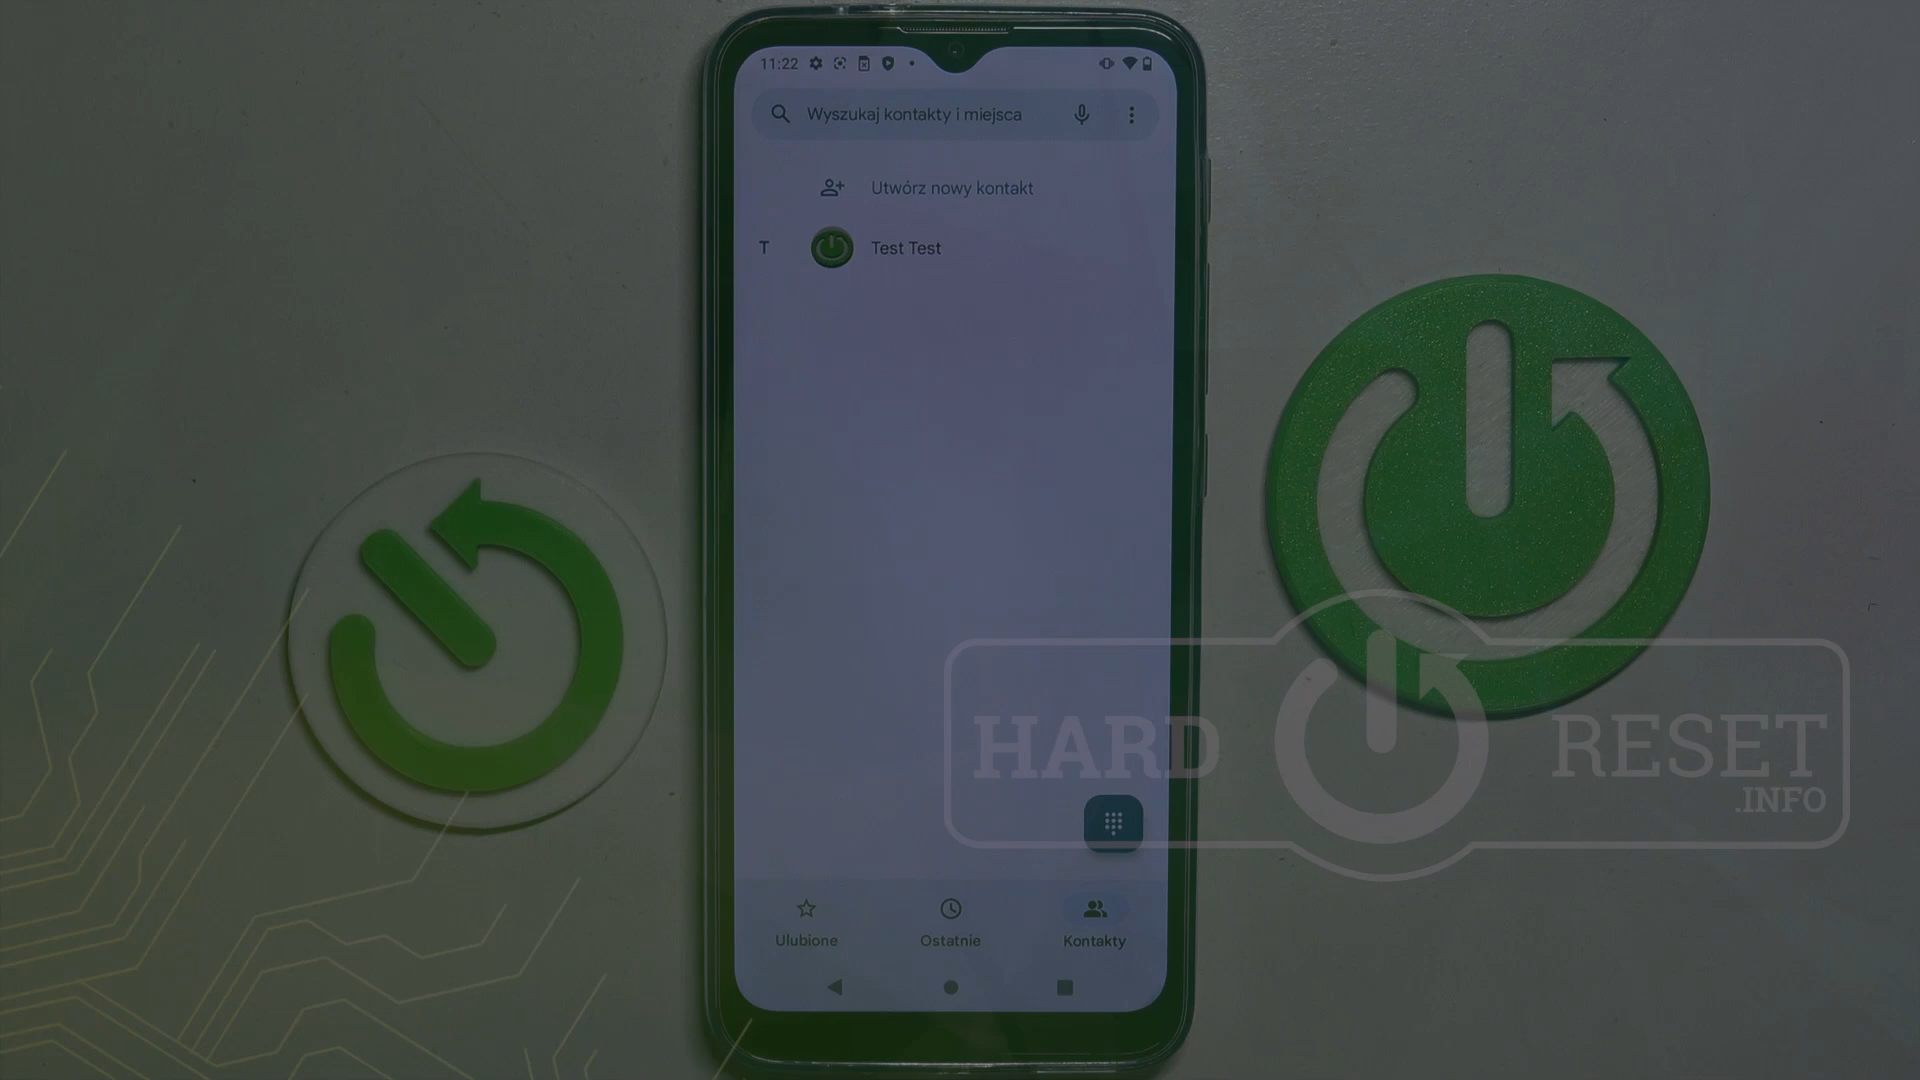 11:22
Wyszukaj kontakty i miejsca
Utwórz nowy kontakt
T
Test Test
HARD RESET
.INFO
Ulubione
Ostatnie
Kontakty